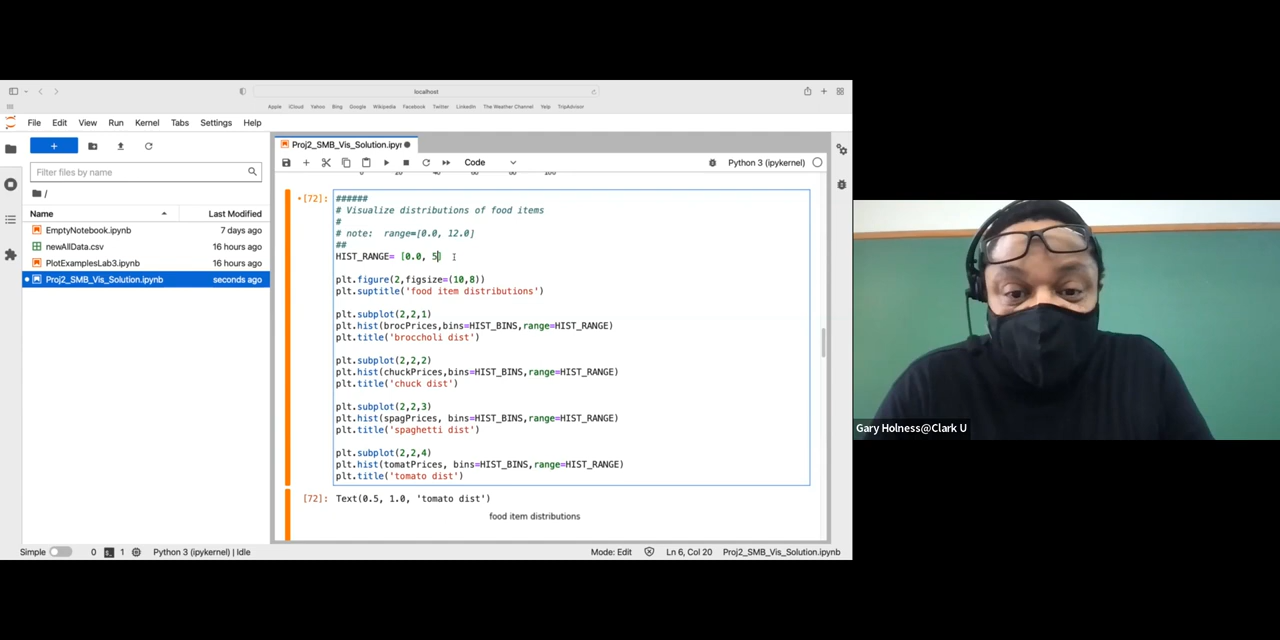 localhost
Apple iCloud Yahoo Bing Google Wikipedia Facebook Twitter LinkedIn The Weather Channel Yelp TripAdvisor
File Edit View Run Kernel Tabs Settings Help
Filter files by name
/
Name Last Modified
EmptyNotebook.ipynb 7 days ago
newAllData.csv 16 hours ago
PlotExamplesLab3.ipynb 16 hours ago
Proj2_SMB_Vis_Solution.ipynb seconds ago
Proj2_SMB_Vis_Solution.ipyn
Code
Python 3 (ipykernel)
[72]:
######
# Visualize distributions of food items
#
# note: range=[0.0, 12.0]
##
HIST_RANGE= [0.0, 5]
plt.figure(2,figsize=(10,8))
plt.suptitle('food item distributions')
plt.subplot(2,2,1)
plt.hist(brocPrices,bins=HIST_BINS,range=HIST_RANGE)
plt.title('broccholi dist')
plt.subplot(2,2,2)
plt.hist(chuckPrices,bins=HIST_BINS,range=HIST_RANGE)
plt.title('chuck dist')
plt.subplot(2,2,3)
plt.hist(spagPrices, bins=HIST_BINS,range=HIST_RANGE)
plt.title('spaghetti dist')
plt.subplot(2,2,4)
plt.hist(tomatPrices, bins=HIST_BINS,range=HIST_RANGE)
plt.title('tomato dist')
[72]: Text(0.5, 1.0, 'tomato dist')
food item distributions
Simple 0 1 Python 3 (ipykernel) | Idle Mode: Edit Ln 6, Col 20 Proj2_SMB_Vis_Solution.ipynb
Gary Holness@Clark U